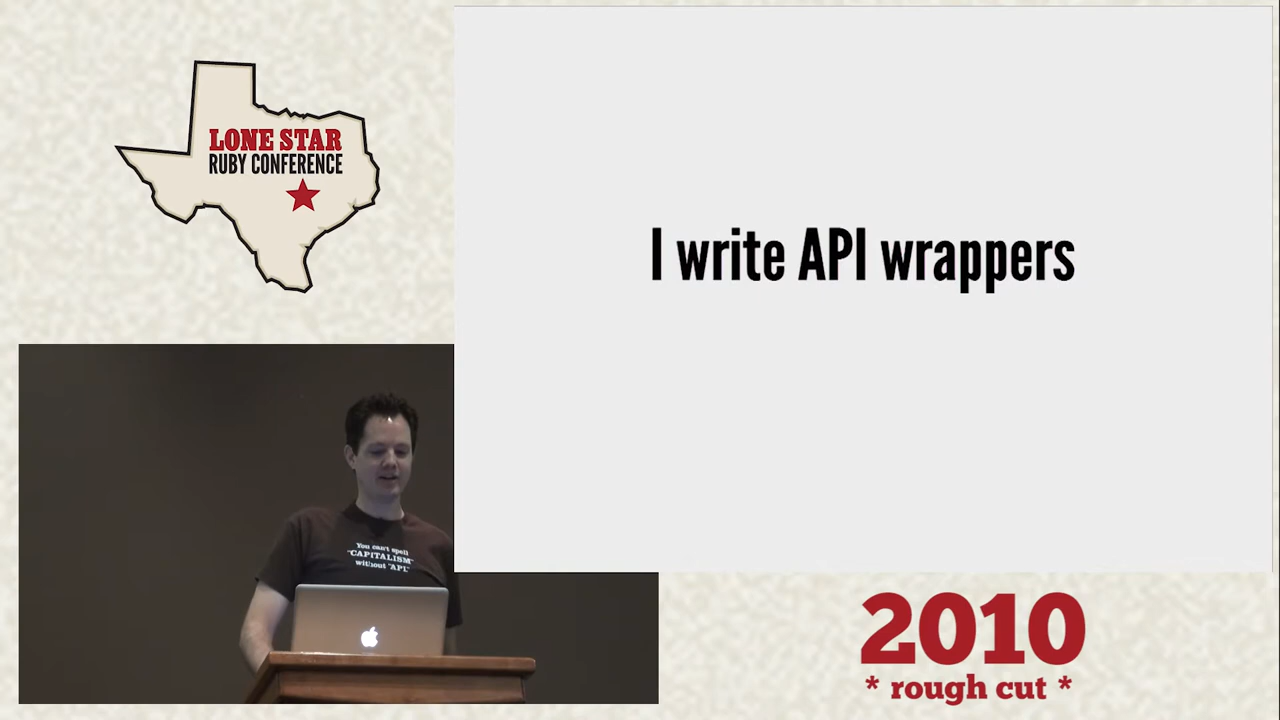 LONE STAR
RUBY CONFERENCE
I write API wrappers
You can't spell
"CAPITALISM"
without "API."
2010
* rough cut *